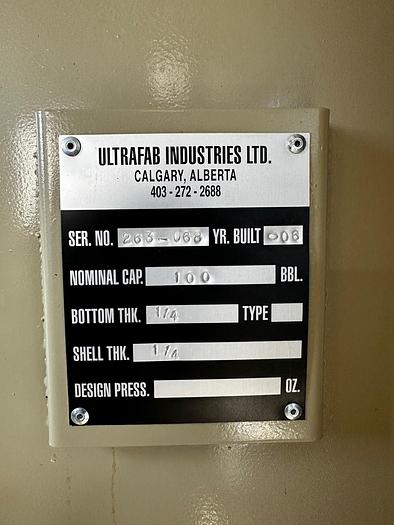 ULTRAFAB INDUSTRIES LTD.
CALGARY, ALBERTA
403-272-2688
SER. NO. 263-068 YR. BUILT 006
NOMINAL CAP. 100 BBL.
BOTTOM THK. 1/4 TYPE
SHELL THK. 1/4
DESIGN PRESS. OZ.